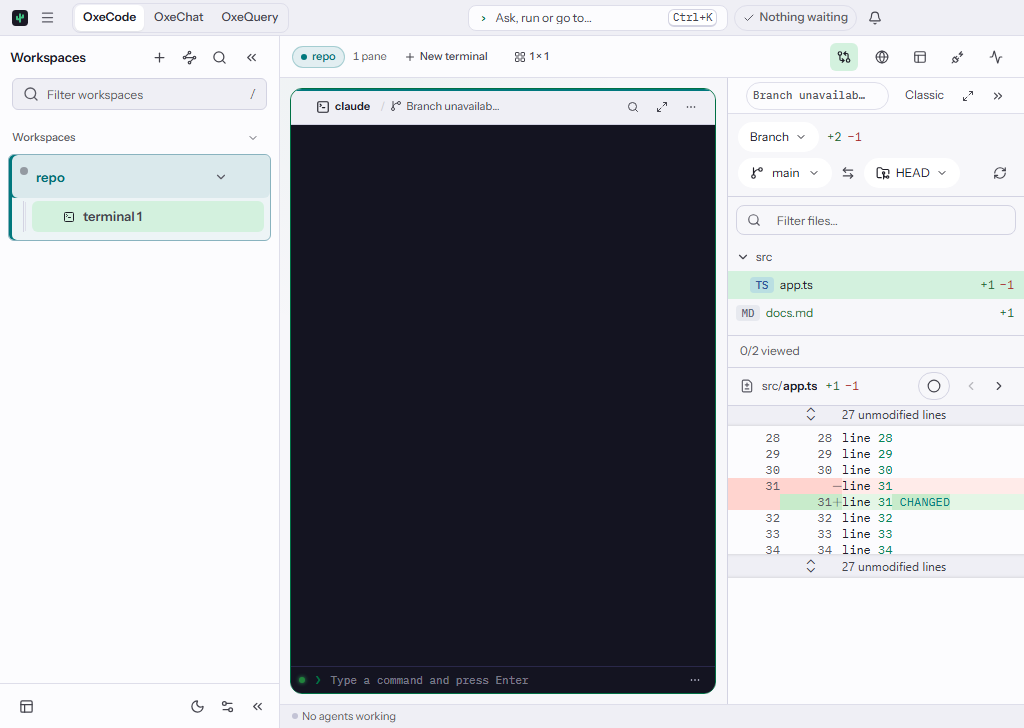 OxeCode OxeChat OxeQuery
› Ask, run or go to... Ctrl+K
Nothing waiting
Workspaces
Filter workspaces /
Workspaces
repo
terminal 1
repo 1 pane + New terminal 1×1
claude / Branch unavailab...
Type a command and press Enter
No agents working
Branch unavailab… Classic
Branch +2 −1
main HEAD
Filter files...
src
TS app.ts +1 −1
MD docs.md +1
0/2 viewed
src/app.ts +1 −1
27 unmodified lines
28 28 line 28
29 29 line 29
30 30 line 30
31 −line 31
31+line 31 CHANGED
32 32 line 32
33 33 line 33
34 34 line 34
27 unmodified lines